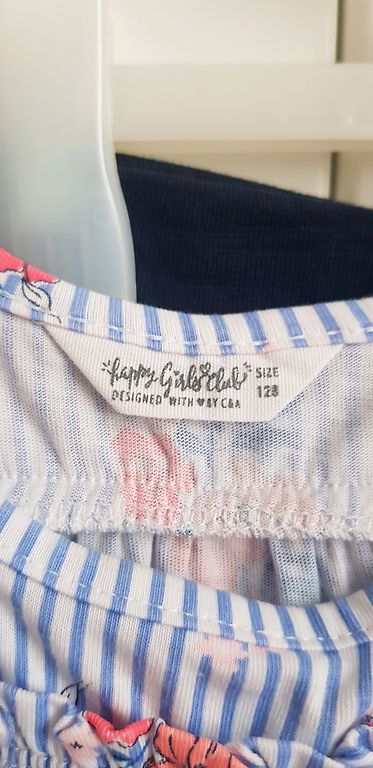 happy Girls Club
DESIGNED WITH ♥ BY C&A
SIZE
128